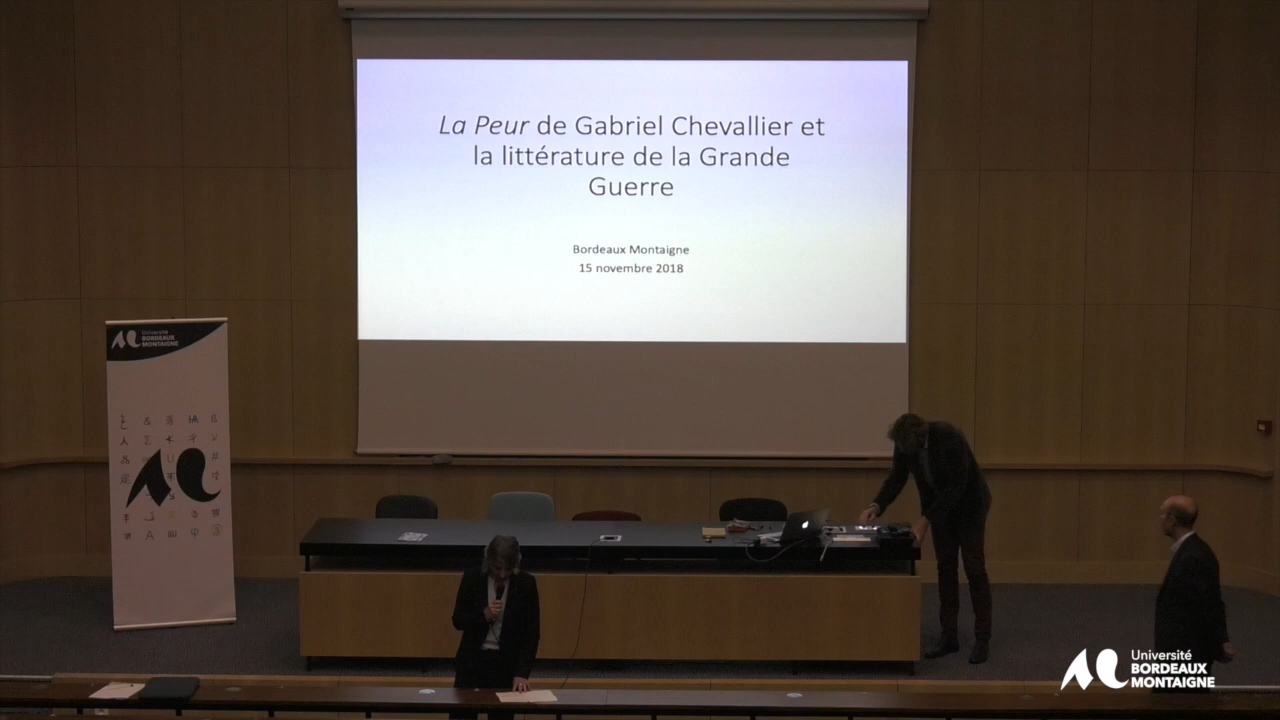 La Peur de Gabriel Chevallier et
la littérature de la Grande
Guerre
Bordeaux Montaigne
15 novembre 2018
Université
BORDEAUX
MONTAIGNE
Université
BORDEAUX
MONTAIGNE